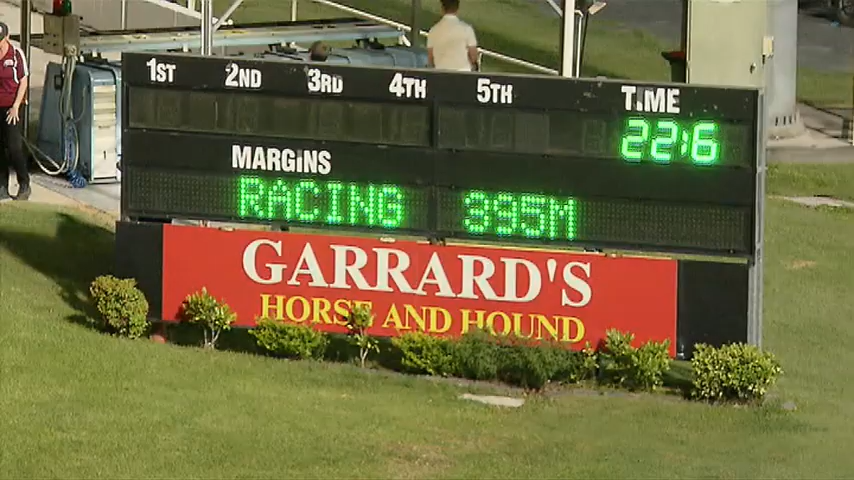 1ST 2ND 3RD 4TH 5TH TIME
22:6
MARGINS
RACING 395M
GARRARD'S
HORSE AND HOUND